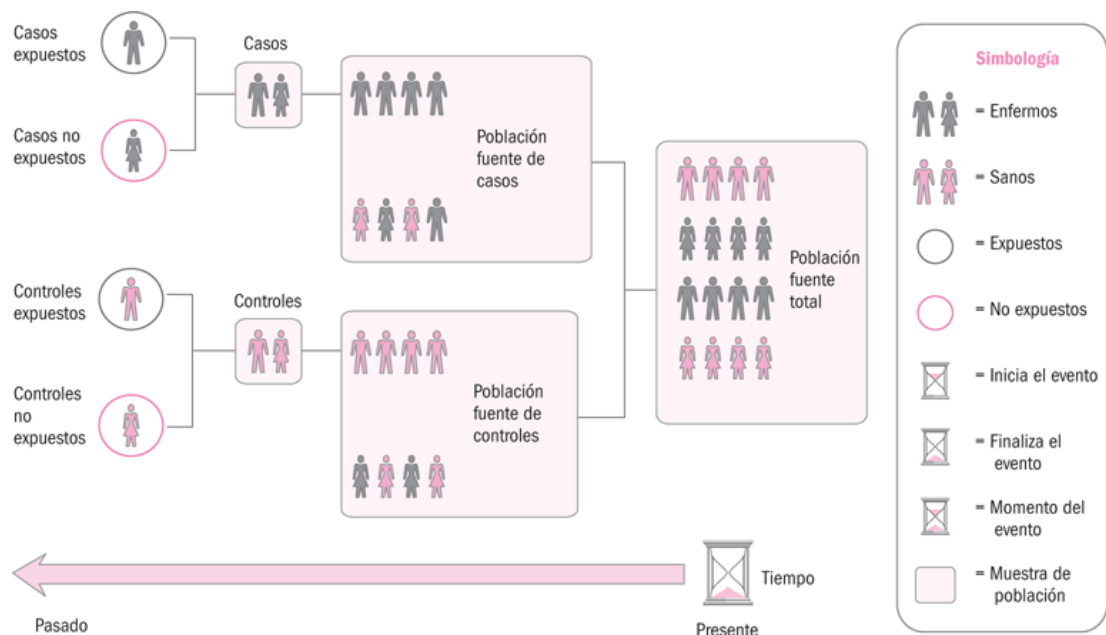 Casos
expuestos
Casos
Casos no
expuestos
Población
fuente de
casos
Controles
expuestos
Controles
Controles
no
expuestos
Población
fuente de
controles
Población
fuente
total
Tiempo
Pasado
Presente
Simbología
= Enfermos
= Sanos
= Expuestos
= No expuestos
= Inicia el evento
= Finaliza el
evento
= Momento del
evento
= Muestra de
población